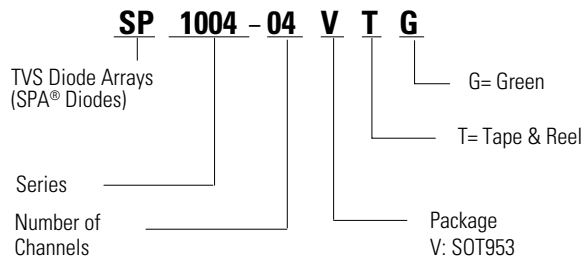 SP 1004 - 04 V T G
TVS Diode Arrays
(SPA® Diodes)
G= Green
T= Tape & Reel
Series
Number of
Channels
Package
V: SOT953